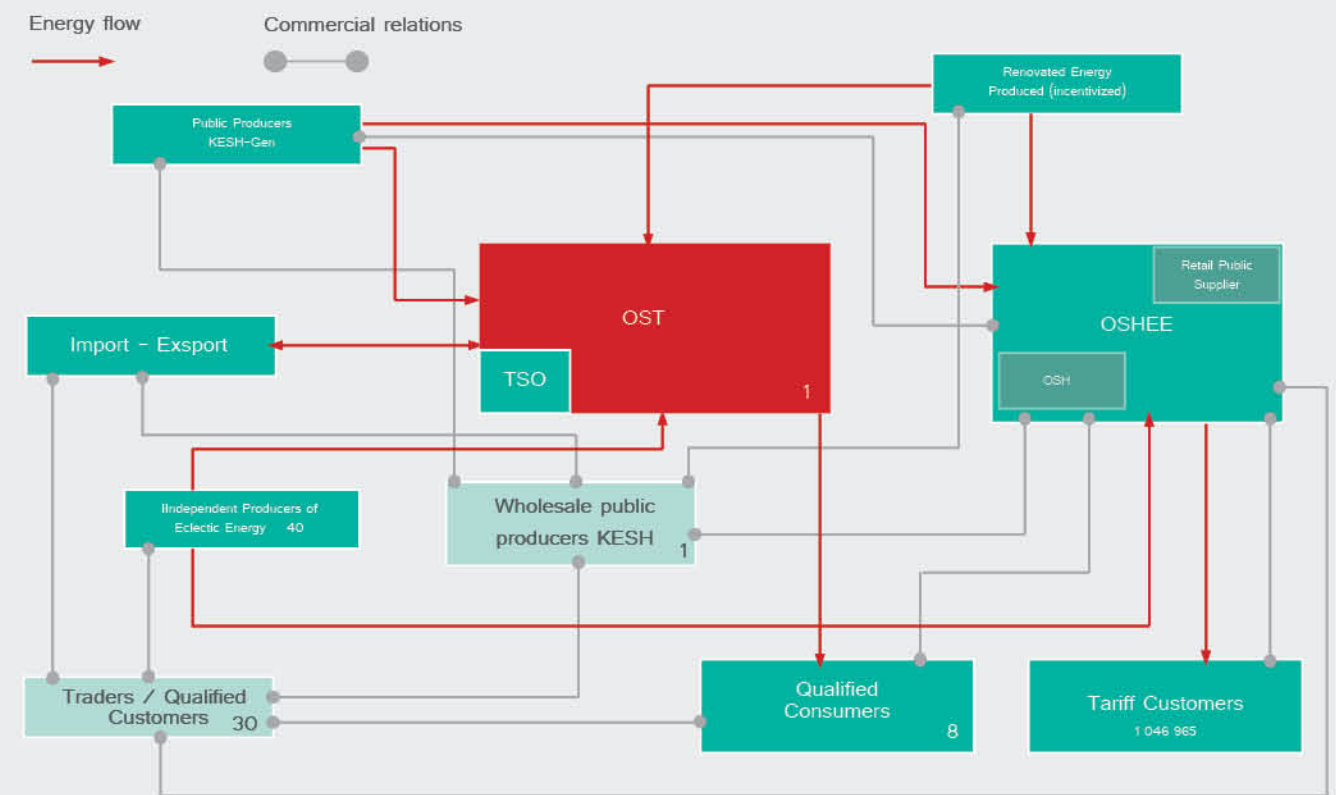 Energy flow
Commercial relations
Renovated Energy
Produced (incentivized)
Public Producers
KESH-Gen
Retail Public
Supplier
OST
OSHEE
Import - Exsport
TSO
1
OSH
IIndependent Producers of
Eclectic Energy 40
Wholesale public
producers KESH
1
Traders / Qualified
Customers 30
Qualified
Consumers
8
Tariff Customers
1 046 965